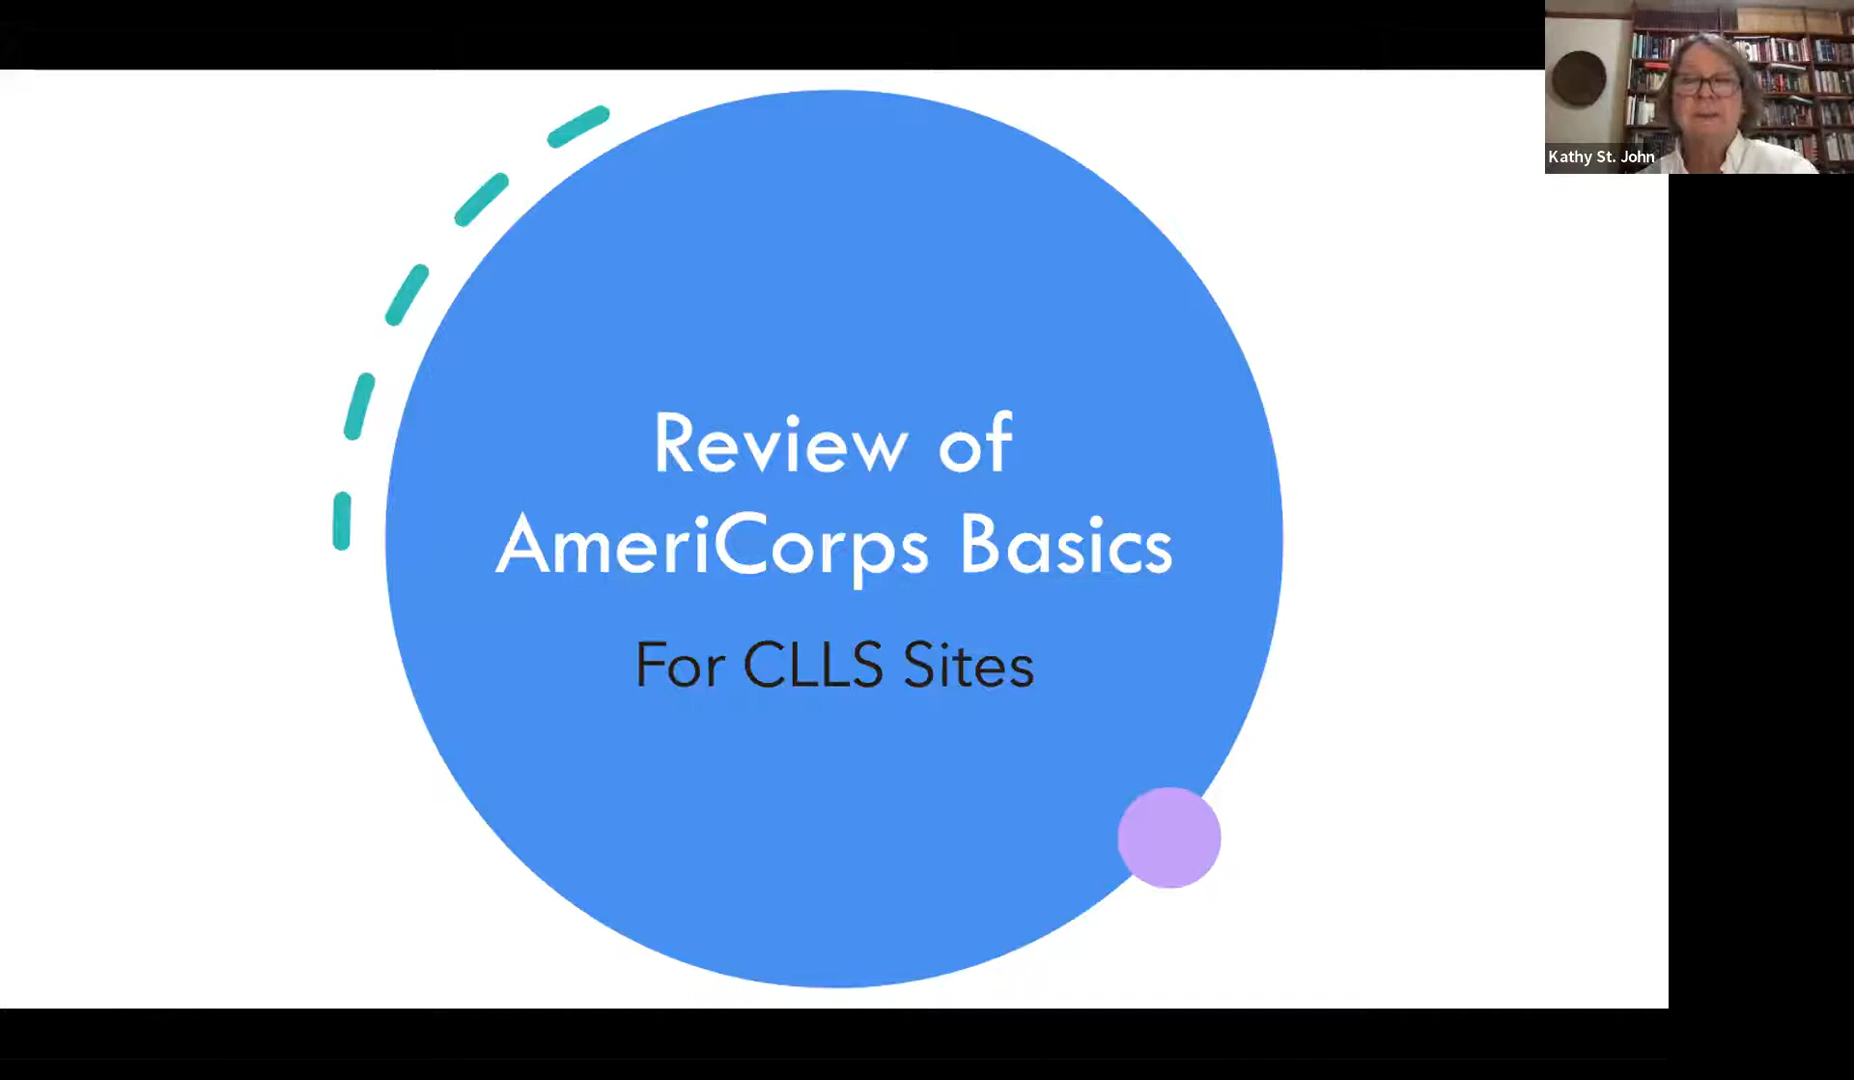 Kathy St. John
Review of
AmeriCorps Basics
For CLLS Sites